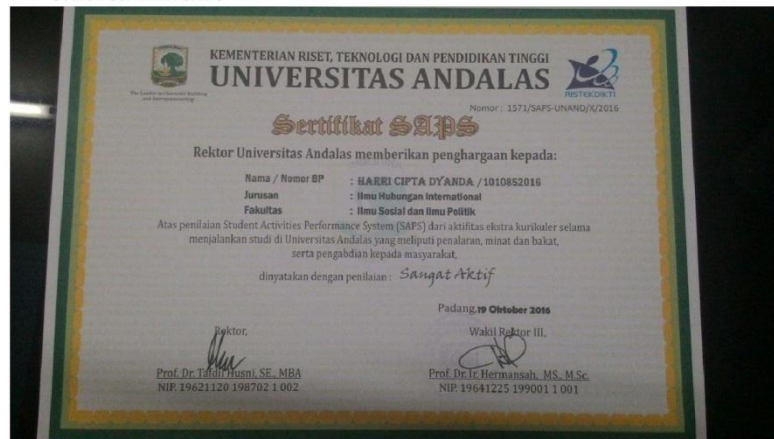 KEMENTERIAN RISET, TEKNOLOGI DAN PENDIDIKAN TINGGI
UNIVERSITAS ANDALAS
RISTEKDIKTI
Nomor : 1571/SAPS-UNAND/X/2016
Sertifikat SAPS
Rektor Universitas Andalas memberikan penghargaan kepada:
Nama / Nomor BP : HARRI CIPTA DYANDA /1010852016
Jurusan : Ilmu Hubungan International
Fakultas : Ilmu Sosial dan Ilmu Politik
Atas penilaian Student Activities Performance System (SAPS) dari aktifitas ekstra kurikuler selama
menjalankan studi di Universitas Andalas yang meliputi penalaran, minat dan bakat,
serta pengabdian kepada masyarakat,
dinyatakan dengan penilaian : Sangat Aktif
Padang,19 Oktober 2016
Rektor,
Prof. Dr. Tafdil Husni, SE., MBA
NIP. 19621120 198702 1 002
Wakil Rektor III,
Prof. Dr. Ir. Hermansah, MS., M.Sc.
NIP. 19641225 199001 1 001